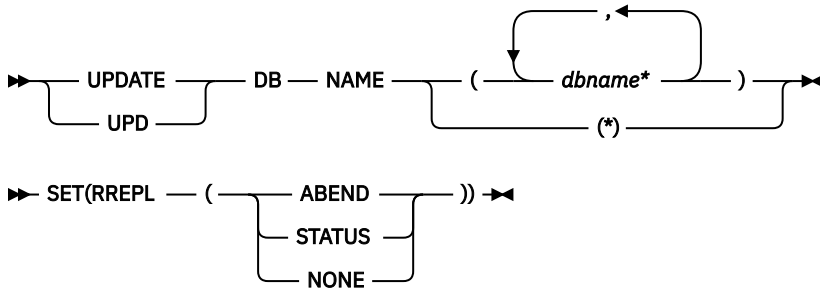 ,
UPDATE DB NAME ( dbname* )
UPD (*)
SET(RREPL ( ABEND ))
STATUS
NONE